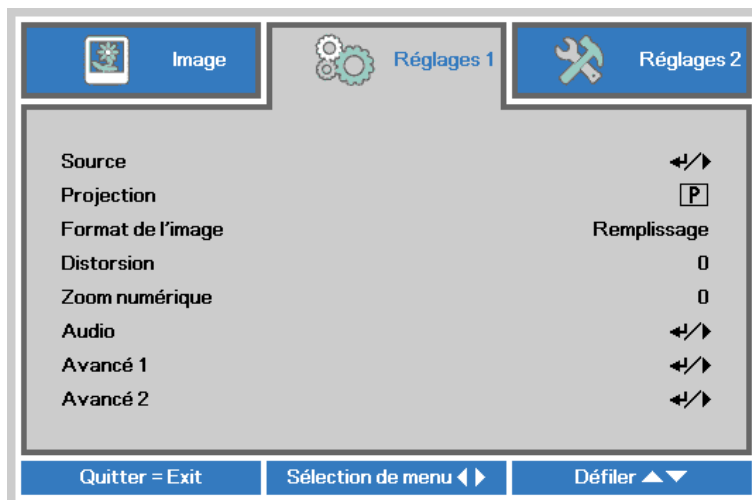 Image
Réglages 1
Réglages 2
Source
Projection P
Format de l'image Remplissage
Distorsion 0
Zoom numérique 0
Audio
Avancé 1
Avancé 2
Quitter = Exit
Sélection de menu
Défiler